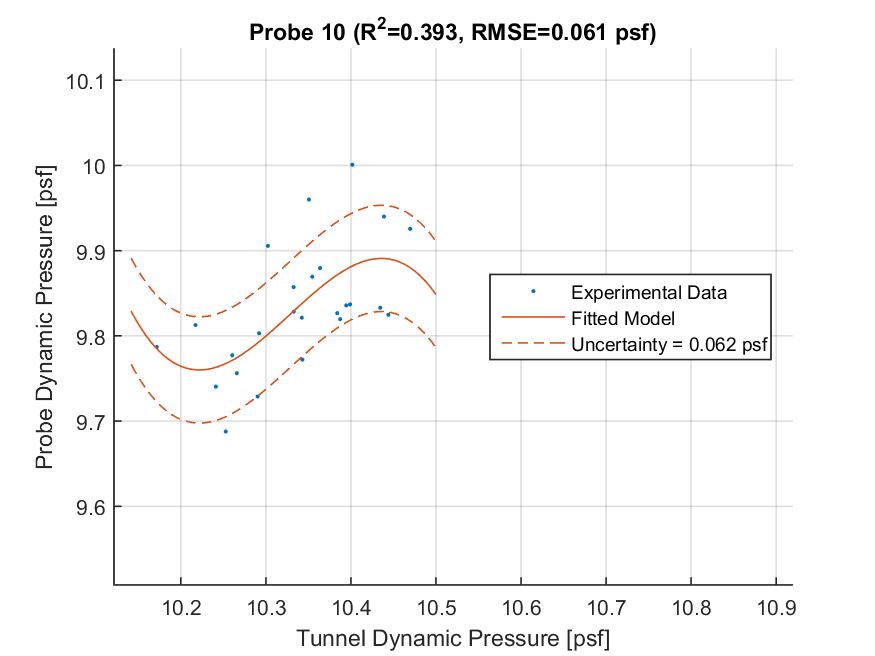 Probe 10 (R²=0.393, RMSE=0.061 psf)
Probe Dynamic Pressure [psf]
10.1
10
9.9
9.8
9.7
9.6
Experimental Data
Fitted Model
Uncertainty = 0.062 psf
10.2 10.3 10.4 10.5 10.6 10.7 10.8 10.9
Tunnel Dynamic Pressure [psf]